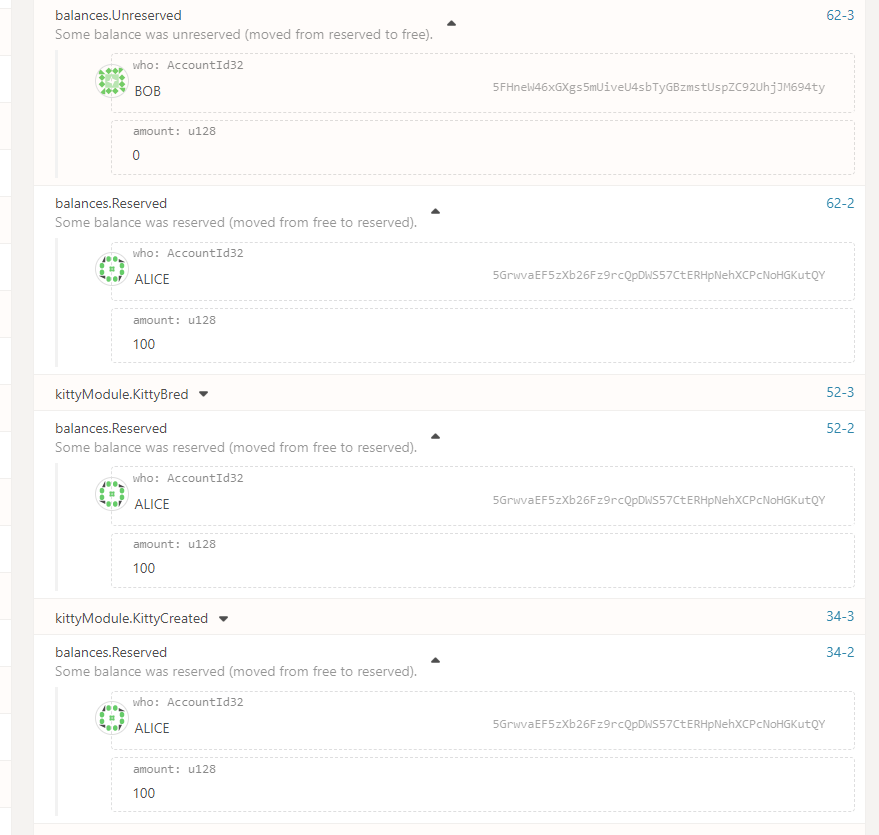 balances.Unreserved
62-3
Some balance was unreserved (moved from reserved to free).
who: AccountId32
BOB
5FHneW46xGXgs5mUiveU4sbTyGBzmstUspZC92UhjJM694ty
amount: u128
0
balances.Reserved
62-2
Some balance was reserved (moved from free to reserved).
who: AccountId32
ALICE
5GrwvaEF5zXb26Fz9rcQpDWS57CtERHpNehXCPcNoHGKutQY
amount: u128
100
kittyModule.KittyBred
52-3
balances.Reserved
52-2
Some balance was reserved (moved from free to reserved).
who: AccountId32
ALICE
5GrwvaEF5zXb26Fz9rcQpDWS57CtERHpNehXCPcNoHGKutQY
amount: u128
100
kittyModule.KittyCreated
34-3
balances.Reserved
34-2
Some balance was reserved (moved from free to reserved).
who: AccountId32
ALICE
5GrwvaEF5zXb26Fz9rcQpDWS57CtERHpNehXCPcNoHGKutQY
amount: u128
100